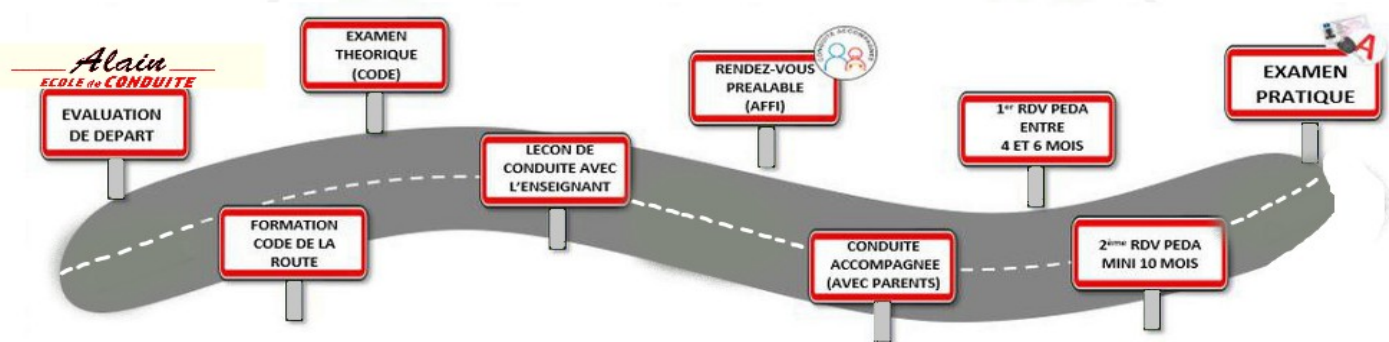 Alain
ECOLE de CONDUITE
EVALUATION
DE DEPART
FORMATION
CODE DE LA
ROUTE
EXAMEN
THEORIQUE
(CODE)
LECON DE
CONDUITE AVEC
L'ENSEIGNANT
RENDEZ-VOUS
PREALABLE
(AFFI)
CONDUITE ACCOMPAGNEE
CONDUITE
ACCOMPAGNEE
(AVEC PARENTS)
1er RDV PEDA
ENTRE
4 ET 6 MOIS
2ème RDV PEDA
MINI 10 MOIS
EXAMEN
PRATIQUE
A